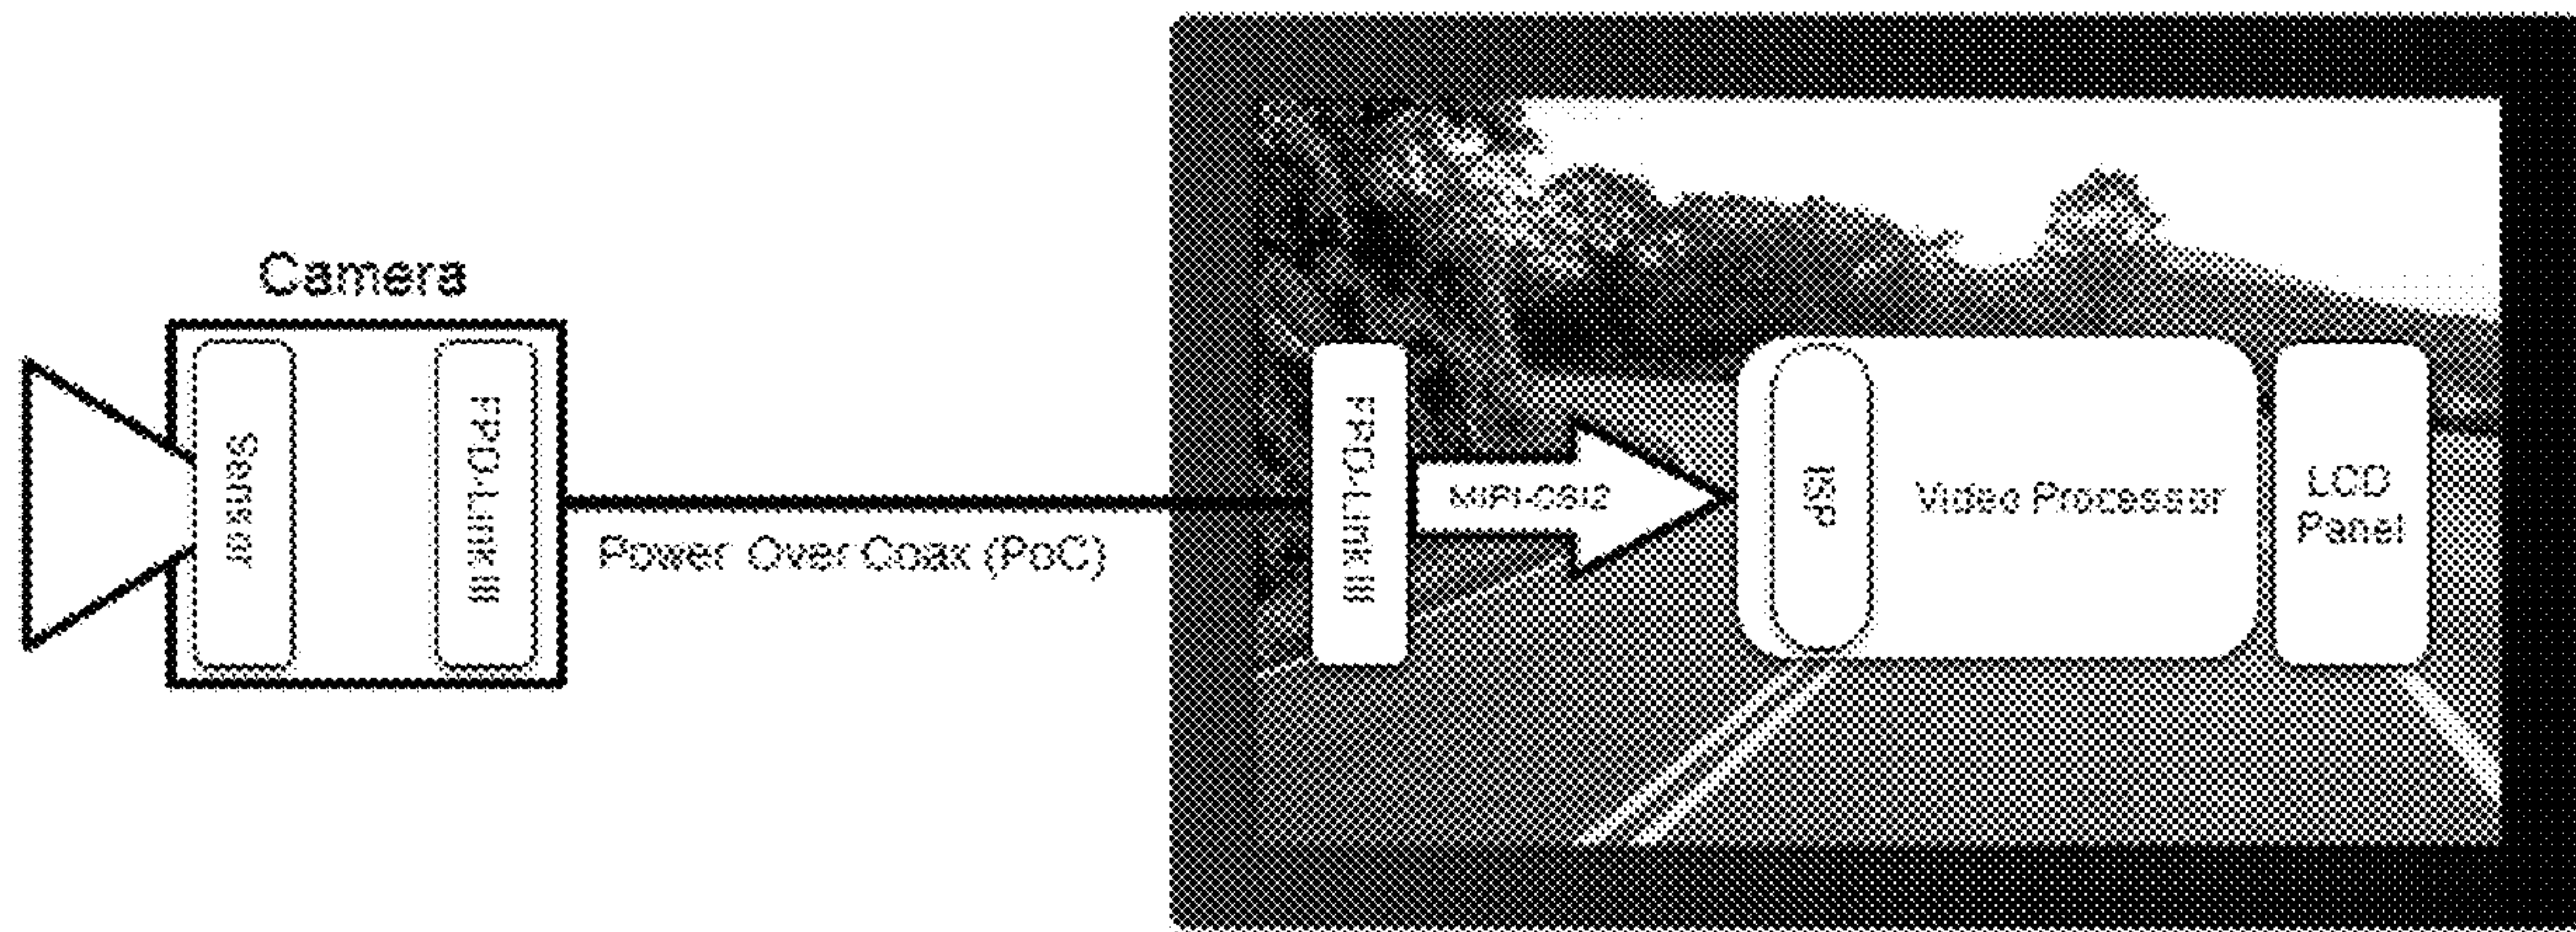 Camera
Sensor
FPD-Link III
Power Over Coax (PoC)
FPD-Link III
MIPI-CSI2
ISP
Video Processor
LCD
Panel